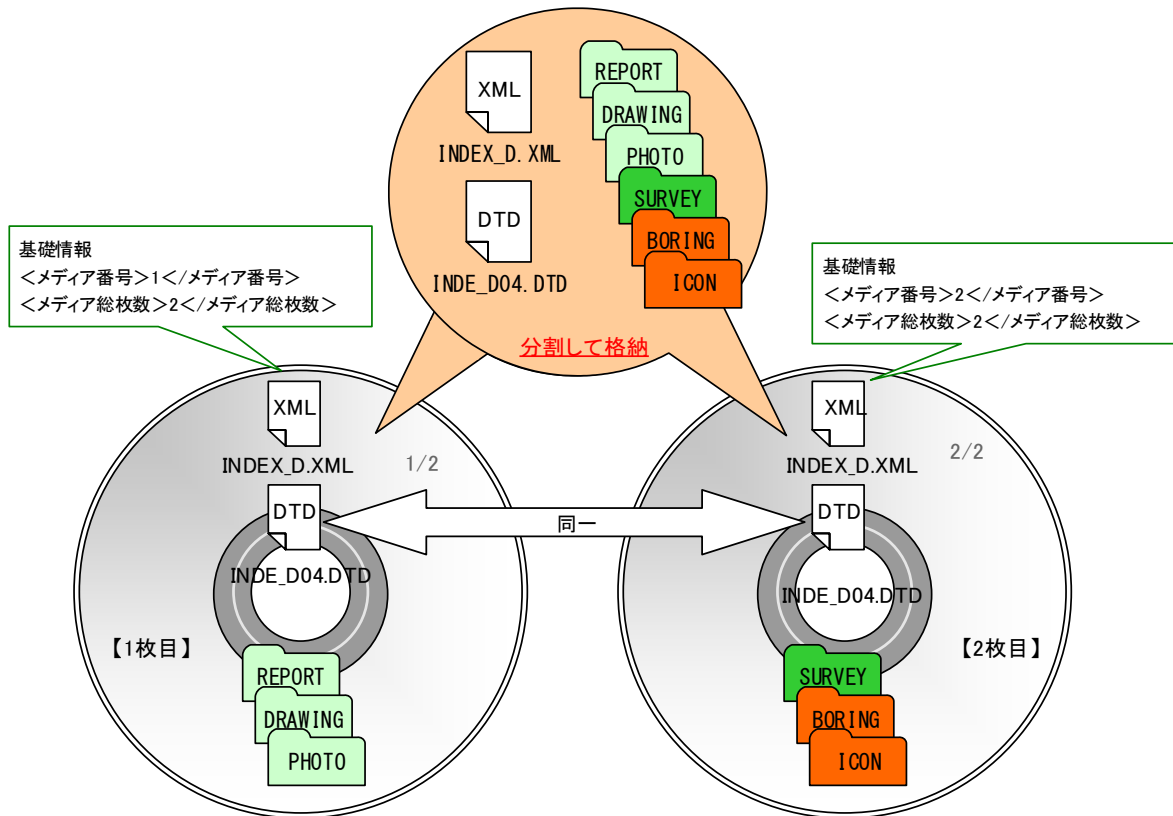 XML
INDEX_D.XML
DTD
INDE_D04.DTD
REPORT
DRAWING
PHOTO
SURVEY
BORING
ICON
分割して格納
基礎情報
<メディア番号>1</メディア番号>
<メディア総枚数>2</メディア総枚数>
基礎情報
<メディア番号>2</メディア番号>
<メディア総枚数>2</メディア総枚数>
XML
INDEX_D.XML
1/2
DTD
INDE_D04.DTD
【1枚目】
REPORT
DRAWING
PHOTO
同一
XML
INDEX_D.XML
2/2
DTD
INDE_D04.DTD
【2枚目】
SURVEY
BORING
ICON